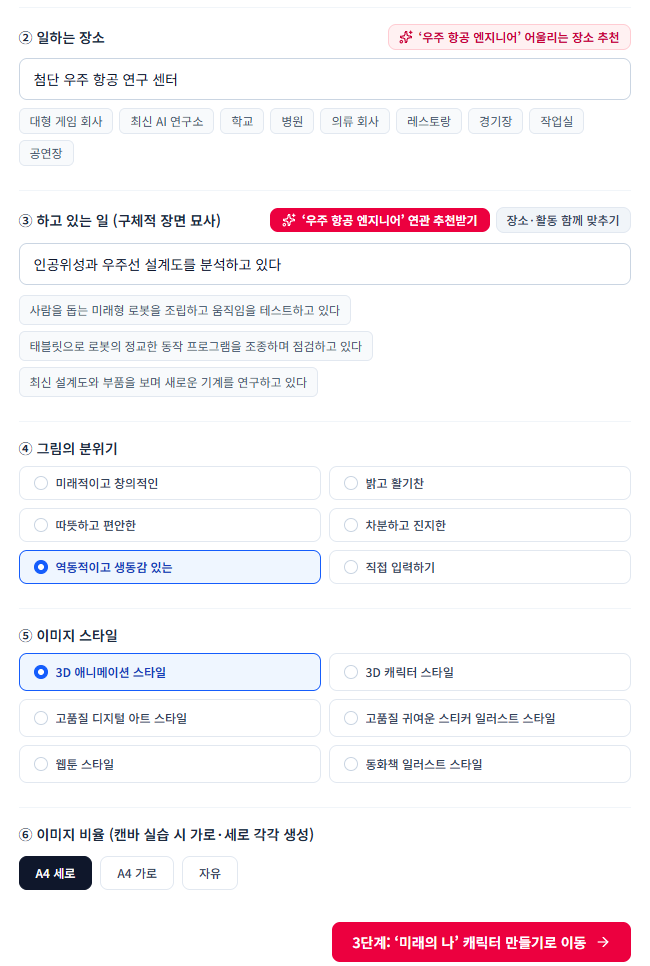 ② 일하는 장소
‘우주 항공 엔지니어’ 어울리는 장소 추천
첨단 우주 항공 연구 센터
대형 게임 회사
최신 AI 연구소
학교
병원
의류 회사
레스토랑
경기장
작업실
공연장
③ 하고 있는 일 (구체적 장면 묘사)
‘우주 항공 엔지니어’ 연관 추천받기
장소·활동 함께 맞추기
인공위성과 우주선 설계도를 분석하고 있다
사람을 돕는 미래형 로봇을 조립하고 움직임을 테스트하고 있다
태블릿으로 로봇의 정교한 동작 프로그램을 조종하며 점검하고 있다
최신 설계도와 부품을 보며 새로운 기계를 연구하고 있다
④ 그림의 분위기
미래적이고 창의적인
밝고 활기찬
따뜻하고 편안한
차분하고 진지한
역동적이고 생동감 있는
직접 입력하기
⑤ 이미지 스타일
3D 애니메이션 스타일
3D 캐릭터 스타일
고품질 디지털 아트 스타일
고품질 귀여운 스티커 일러스트 스타일
웹툰 스타일
동화책 일러스트 스타일
⑥ 이미지 비율 (캔바 실습 시 가로·세로 각각 생성)
A4 세로
A4 가로
자유
3단계: ‘미래의 나’ 캐릭터 만들기로 이동 →